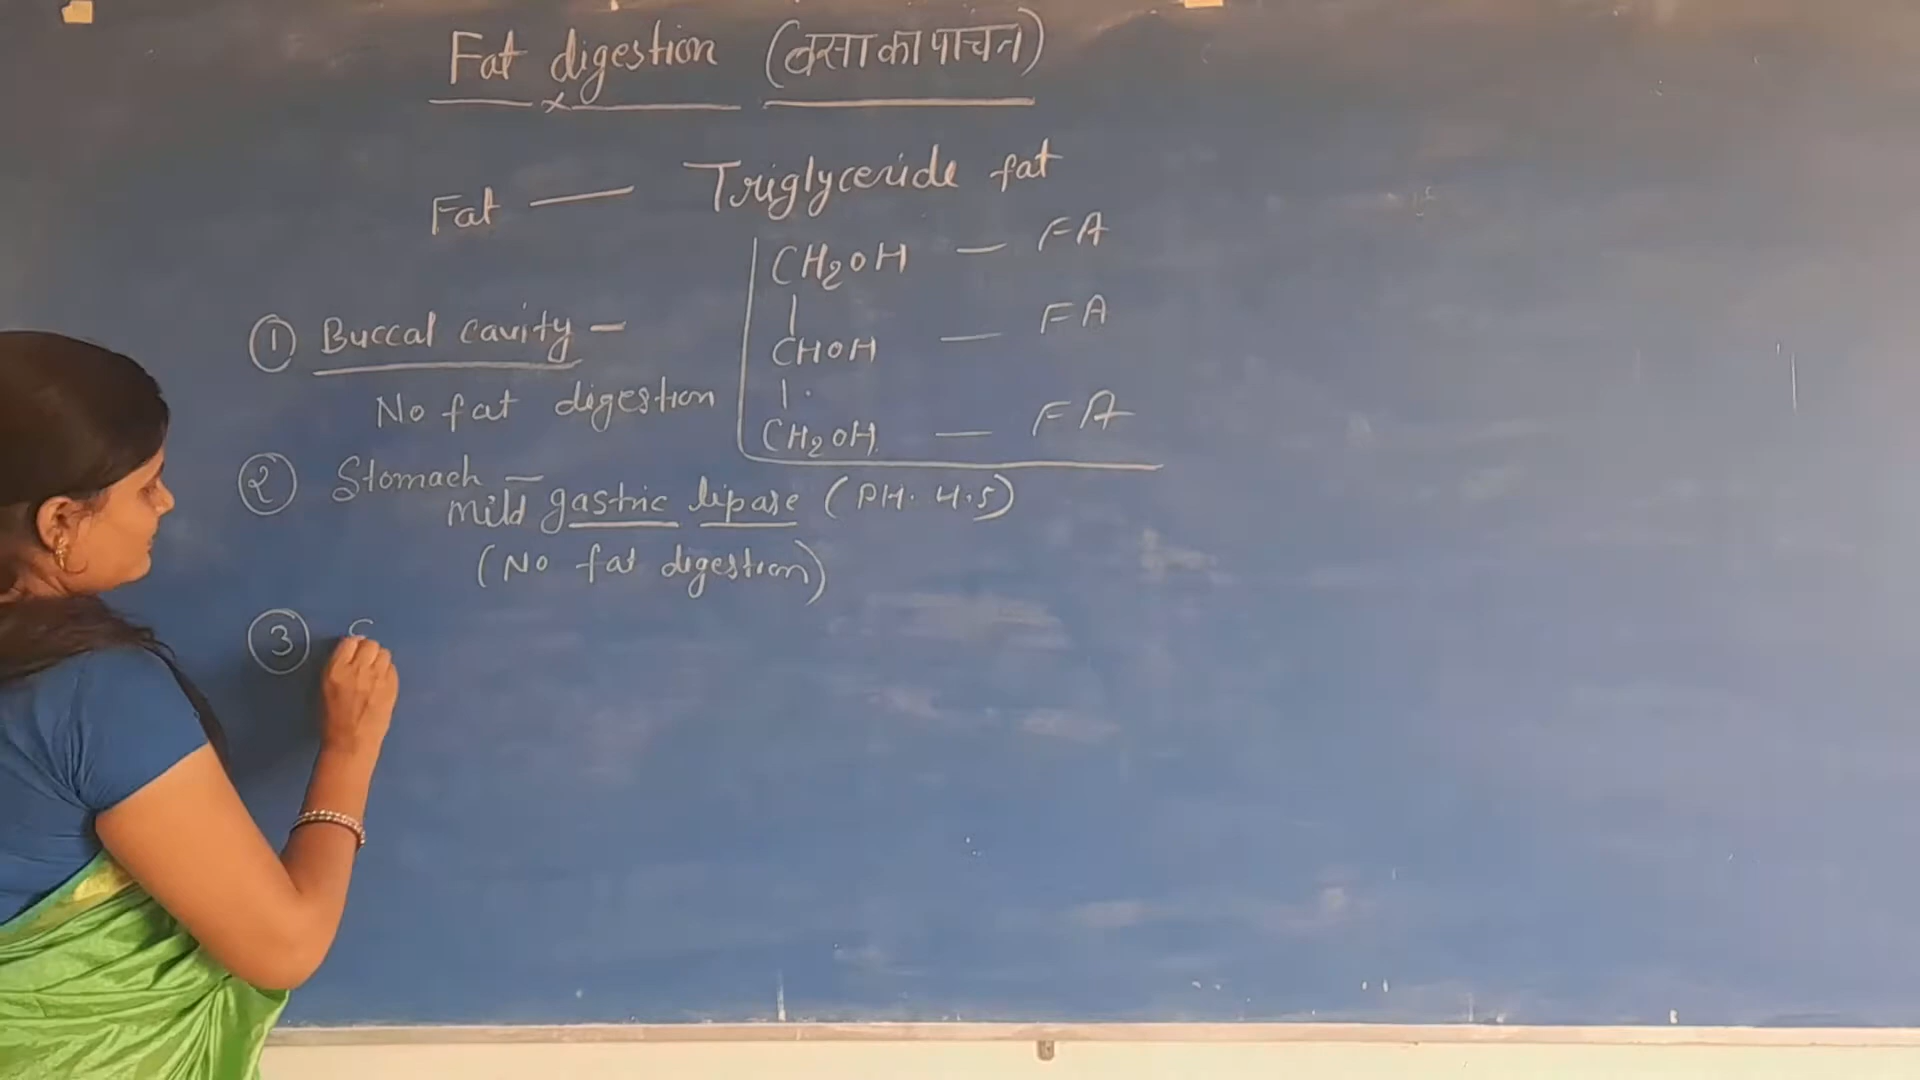 Fat digestion (वसा का पाचन)
Fat — Triglyceride fat
CH2OH — FA
CHOH — FA
CH2OH — FA
① Buccal cavity –
No fat digestion
② Stomach –
mild gastric lipase (PH. 4.5)
(No fat digestion)
③ S